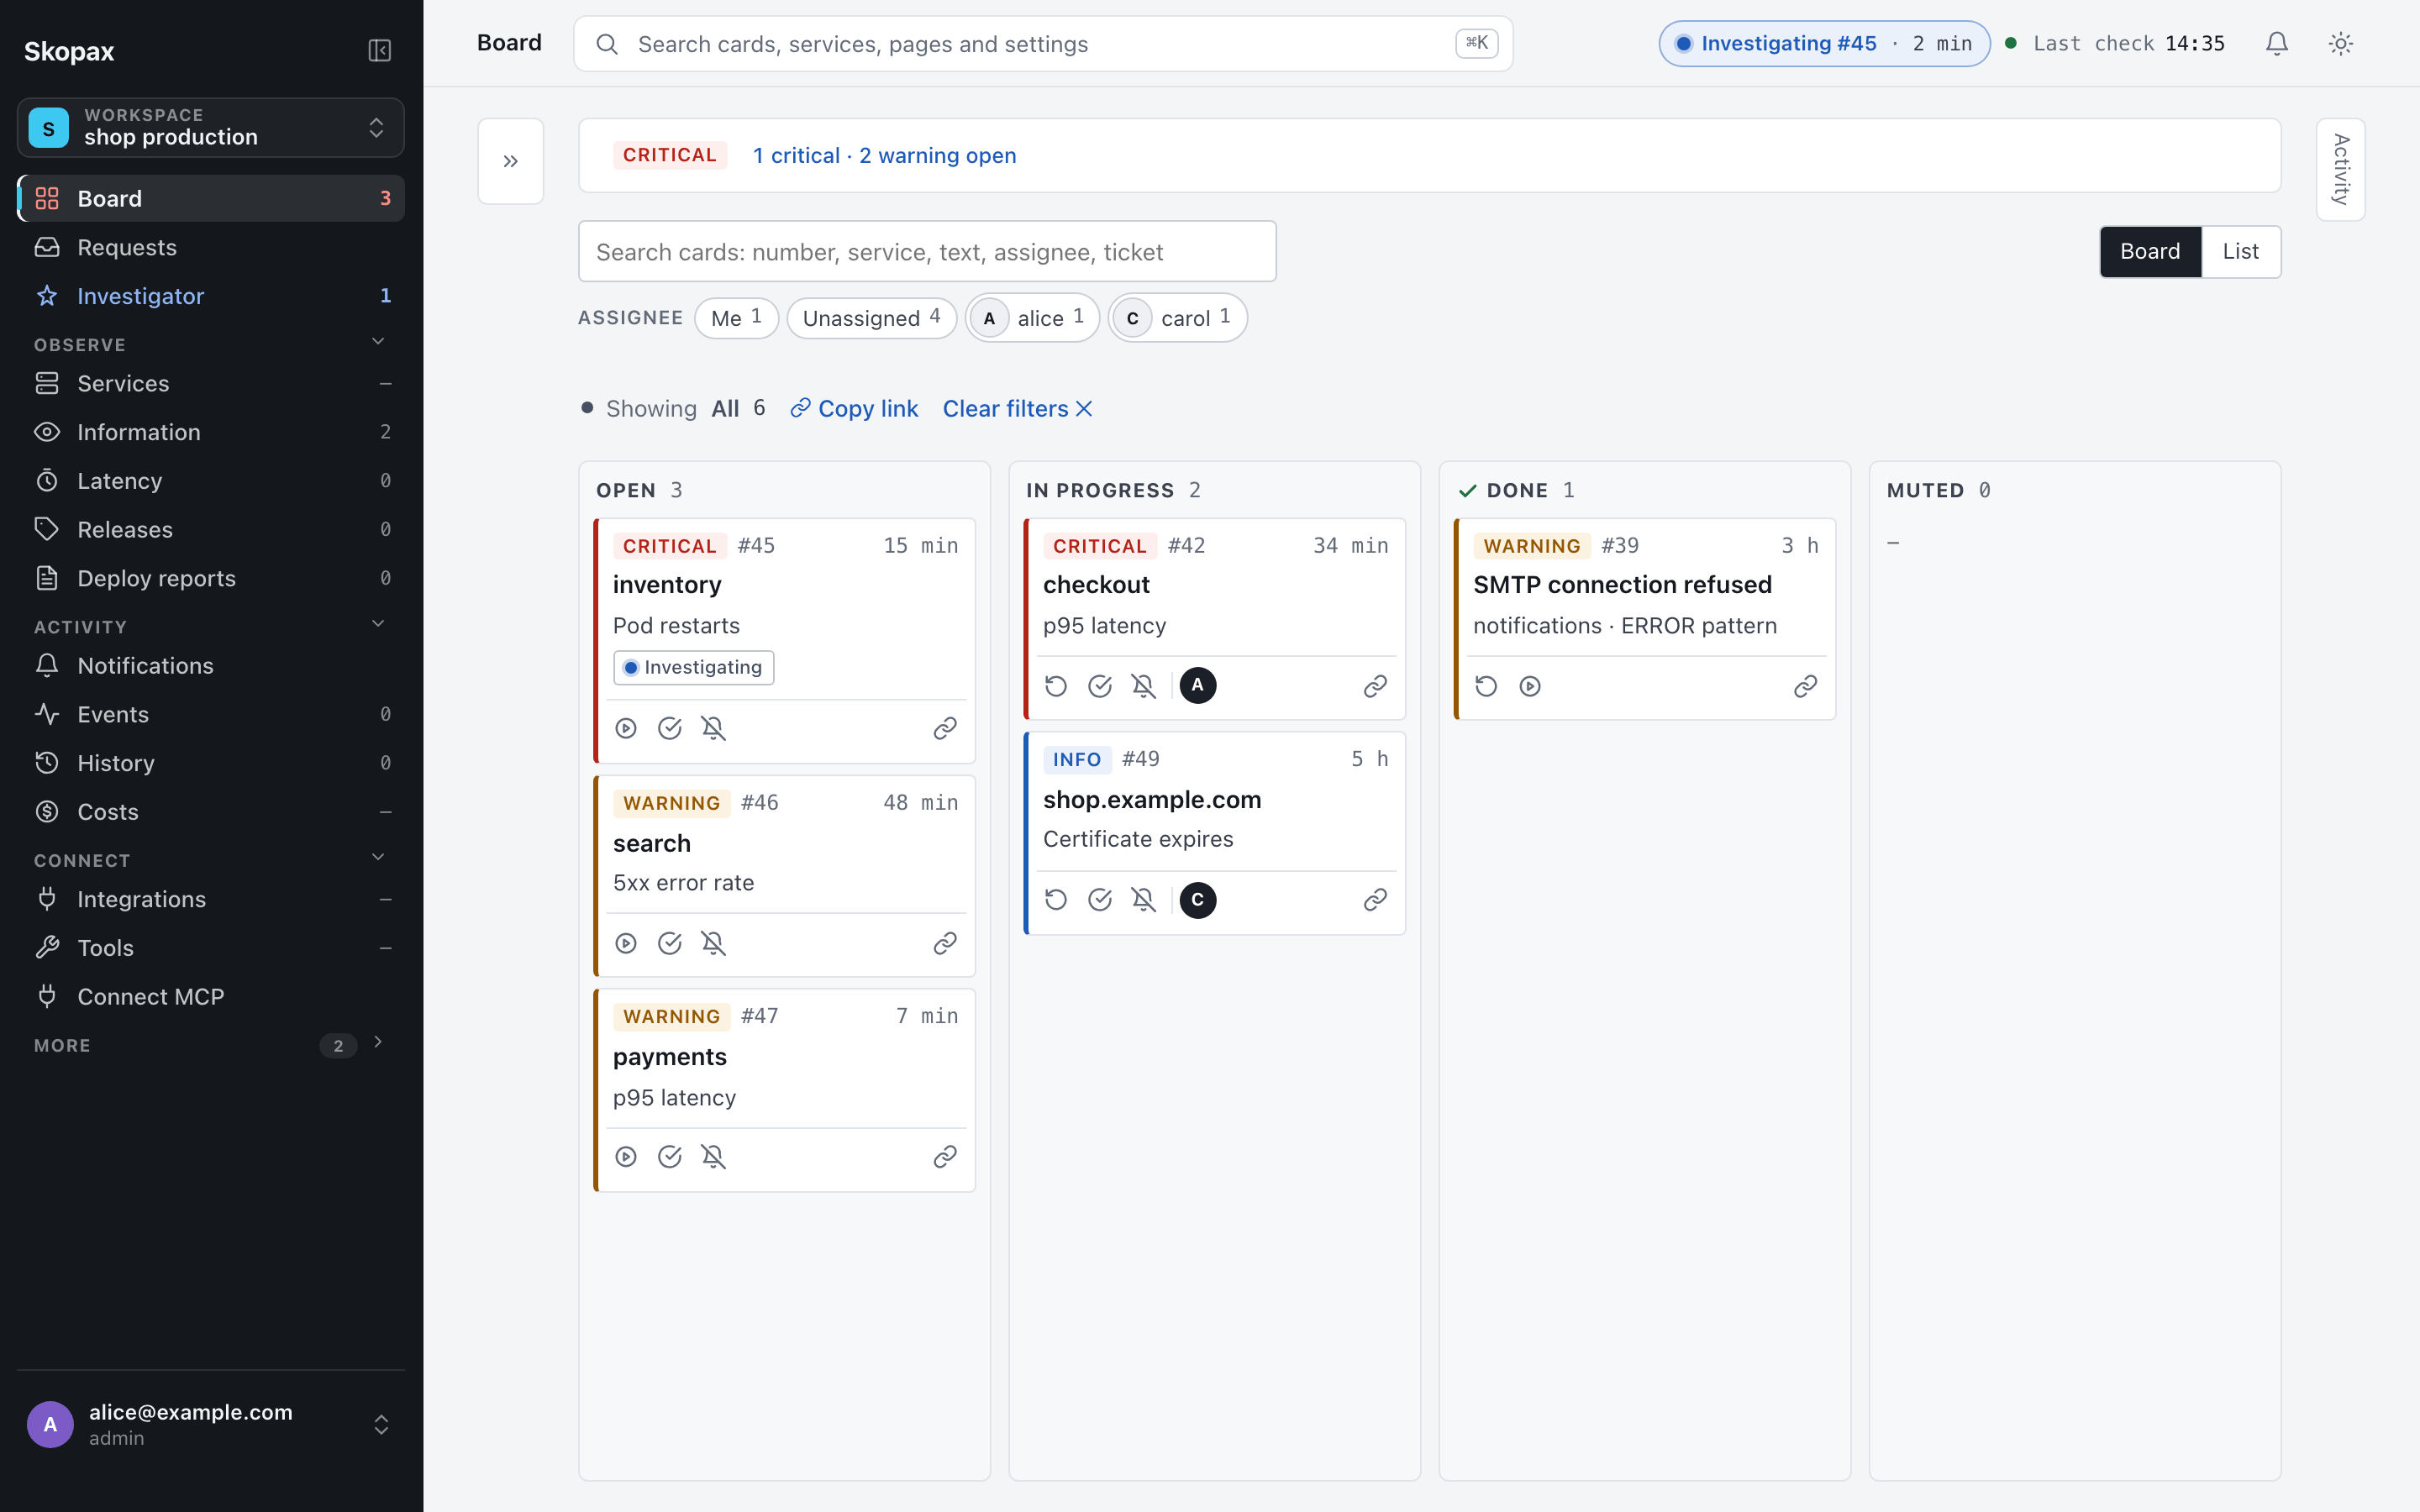 Skopax
S
WORKSPACE
shop production
Board 3
Requests
Investigator 1
OBSERVE
Services –
Information 2
Latency 0
Releases 0
Deploy reports 0
ACTIVITY
Notifications
Events 0
History 0
Costs –
CONNECT
Integrations –
Tools –
Connect MCP
MORE 2
A
alice@example.com
admin
Board
Search cards, services, pages and settings ⌘K
Investigating #45 · 2 min
Last check 14:35
CRITICAL 1 critical · 2 warning open
Activity
Search cards: number, service, text, assignee, ticket
Board List
ASSIGNEE Me 1 Unassigned 4 A alice 1 C carol 1
Showing All 6 Copy link Clear filters
OPEN 3
CRITICAL #45 15 min
inventory
Pod restarts
Investigating
WARNING #46 48 min
search
5xx error rate
WARNING #47 7 min
payments
p95 latency
IN PROGRESS 2
CRITICAL #42 34 min
checkout
p95 latency
A
INFO #49 5 h
shop.example.com
Certificate expires
C
DONE 1
WARNING #39 3 h
SMTP connection refused
notifications · ERROR pattern
MUTED 0
–